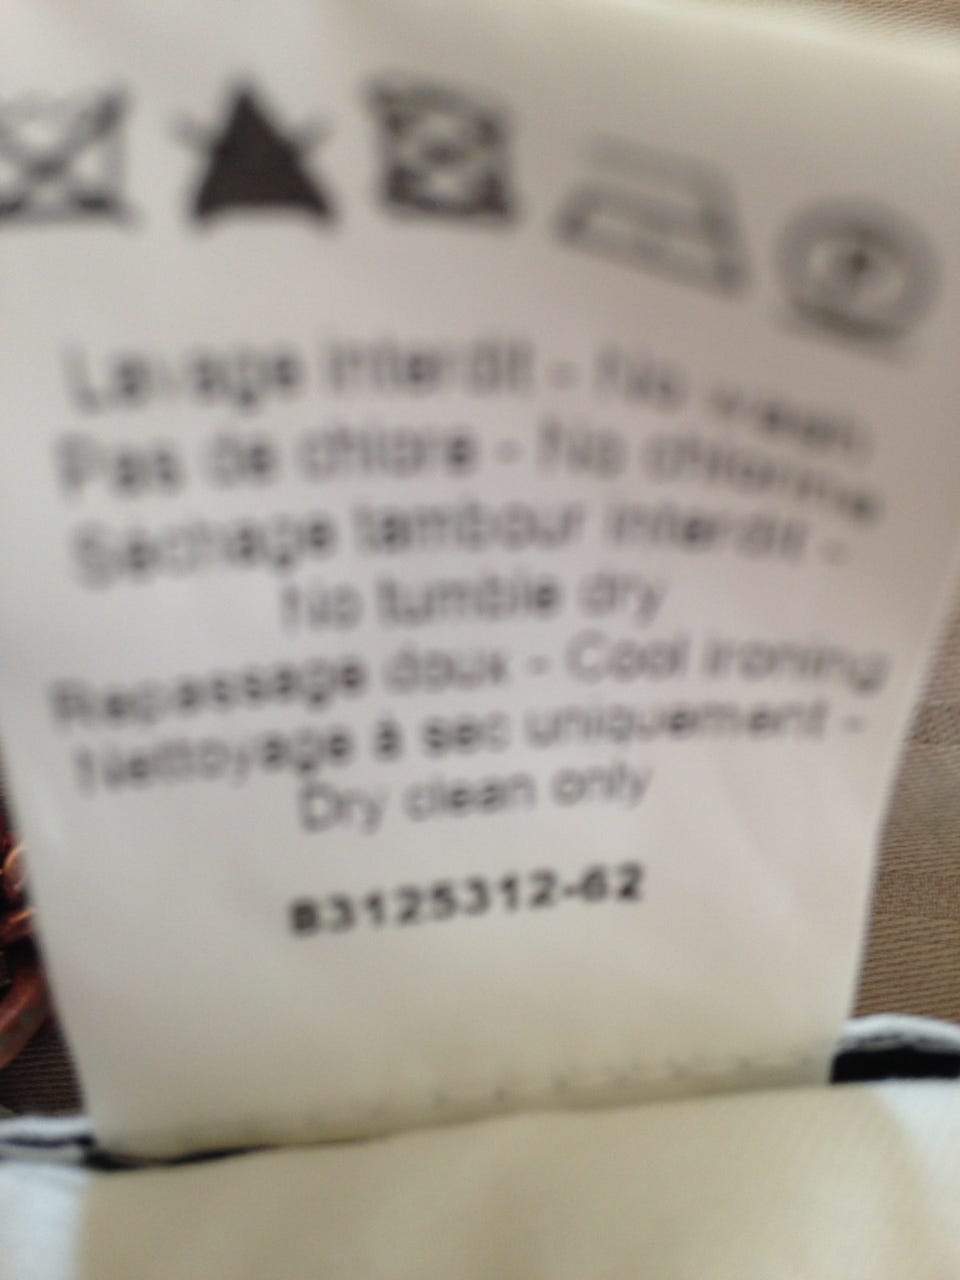 Lavage interdit - No wash
Pas de chlore - No chlorine
Séchage tambour interdit -
No tumble dry
Repassage doux - Cool ironing
Nettoyage à sec uniquement -
Dry clean only
83125312-62